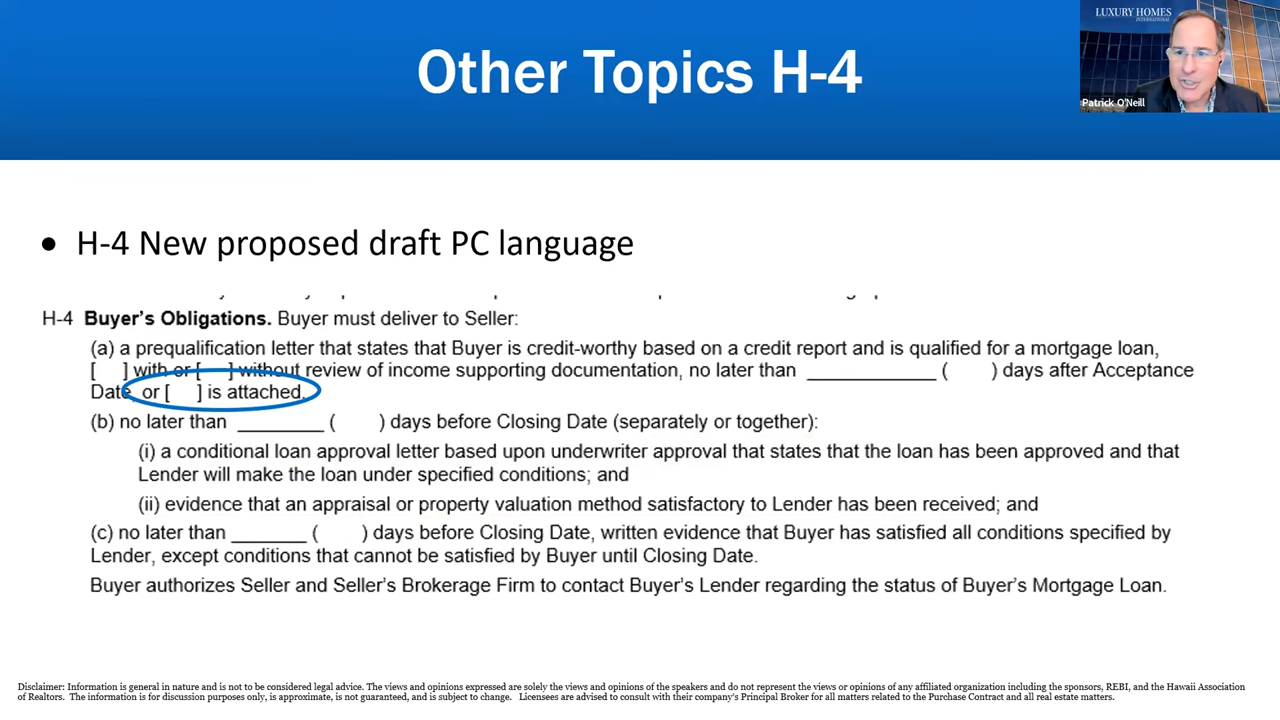 Other Topics H-4
LUXURY HOMES
INTERNATIONAL
Patrick O'Neill
• H-4 New proposed draft PC language
H-4 Buyer's Obligations. Buyer must deliver to Seller:
(a) a prequalification letter that states that Buyer is credit-worthy based on a credit report and is qualified for a mortgage loan,
[ ] with or [ ] without review of income supporting documentation, no later than ____________ ( ) days after Acceptance
Date, or [ ] is attached.
(b) no later than ________ ( ) days before Closing Date (separately or together):
(i) a conditional loan approval letter based upon underwriter approval that states that the loan has been approved and that
Lender will make the loan under specified conditions; and
(ii) evidence that an appraisal or property valuation method satisfactory to Lender has been received; and
(c) no later than _______ ( ) days before Closing Date, written evidence that Buyer has satisfied all conditions specified by
Lender, except conditions that cannot be satisfied by Buyer until Closing Date.
Buyer authorizes Seller and Seller's Brokerage Firm to contact Buyer's Lender regarding the status of Buyer's Mortgage Loan.
Disclaimer: Information is general in nature and is not to be considered legal advice. The views and opinions expressed are solely the views and opinions of the speakers and do not represent the views or opinions of any affiliated organization including the sponsors, REBI, and the Hawaii Association
of Realtors. The information is for discussion purposes only, is approximate, is not guaranteed, and is subject to change. Licensees are advised to consult with their company's Principal Broker for all matters related to the Purchase Contract and all real estate matters.